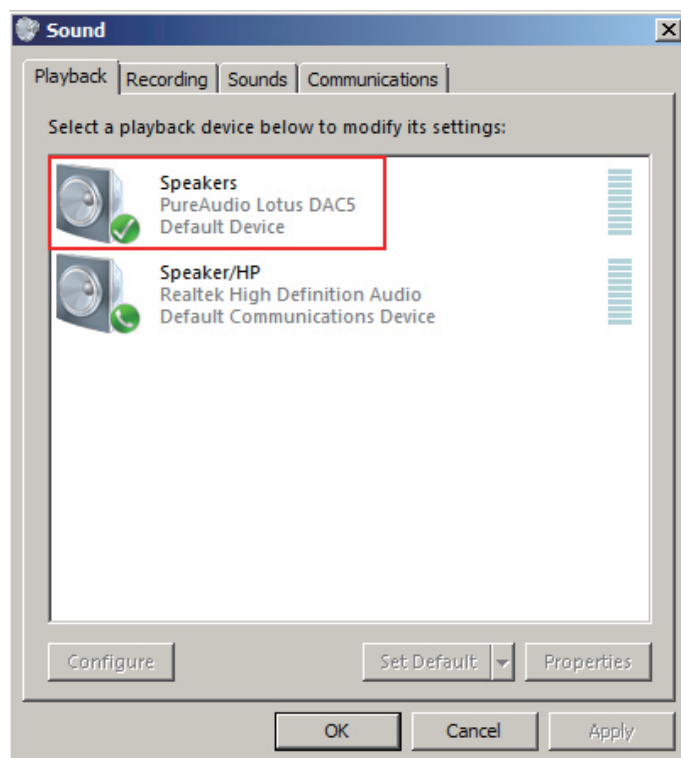 Sound
Playback Recording Sounds Communications
Select a playback device below to modify its settings:
Speakers
PureAudio Lotus DAC5
Default Device
Speaker/HP
Realtek High Definition Audio
Default Communications Device
Configure Set Default Properties
OK Cancel Apply